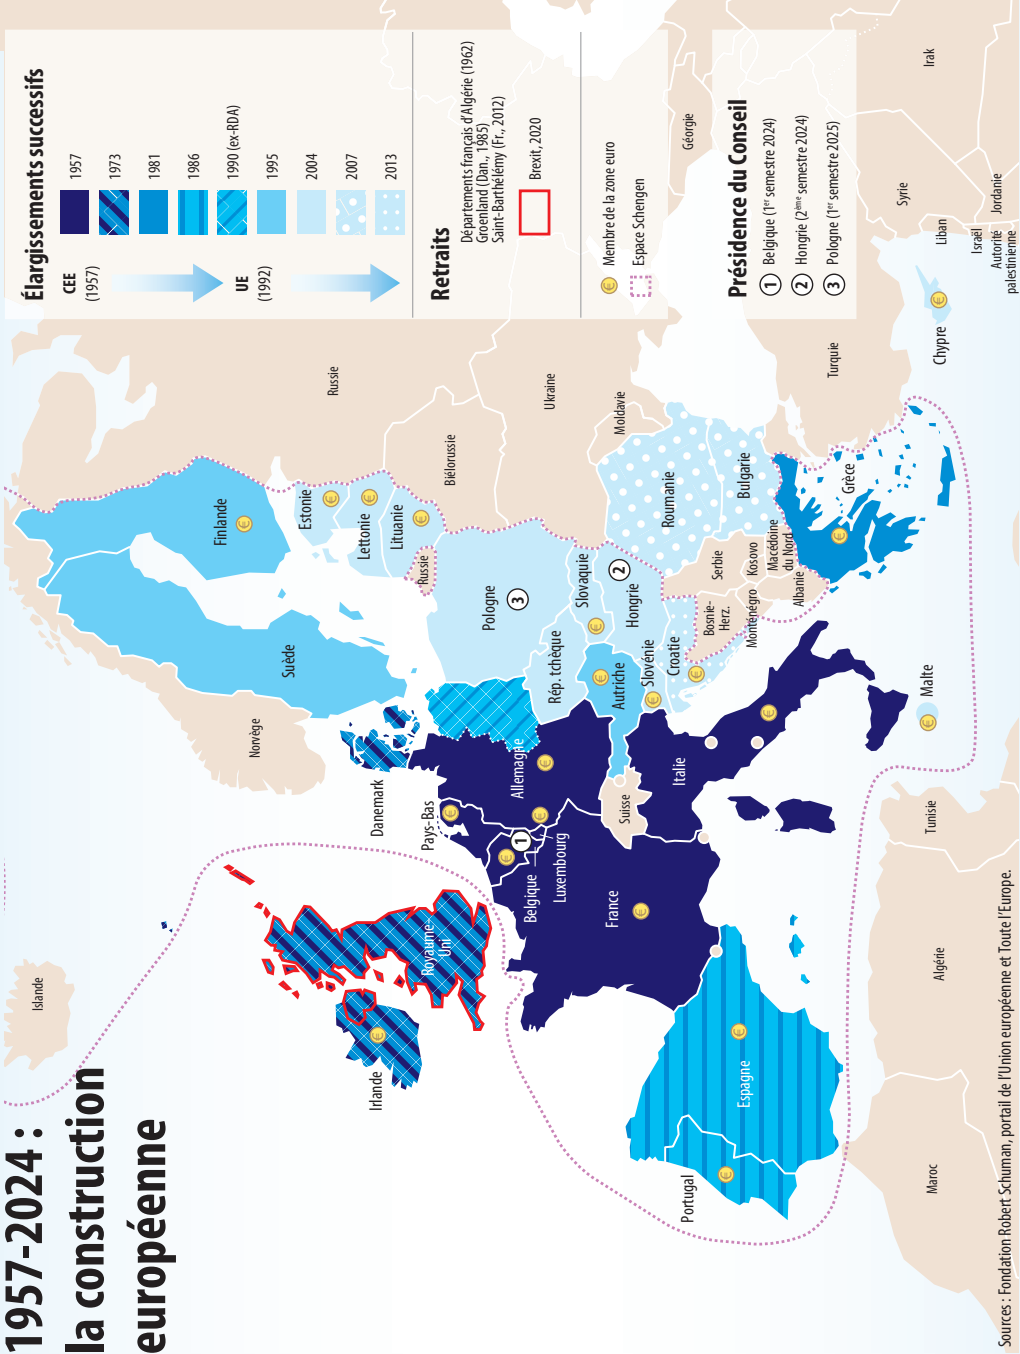 1957-2024 :
la construction
européenne
Élargissements successifs
CEE
(1957)
UE
(1992)
1957
1973
1981
1986
1990 (ex-RDA)
1995
2004
2007
2013
Retraits
Départements français d'Algérie (1962)
Groenland (Dan., 1985)
Saint-Barthélémy (Fr., 2012)
Brexit, 2020
€ Membre de la zone euro
Espace Schengen
Présidence du Conseil
1 Belgique (1er semestre 2024)
2 Hongrie (2ème semestre 2024)
3 Pologne (1er semestre 2025)
Islande
Norvège
Suède
Finlande
Russie
Estonie
€
Lettonie
€
Lituanie
€
Russie
Biélorussie
Ukraine
Moldavie
Danemark
Irlande
€
Royaume-
Uni
Pays-Bas
€
Belgique
€
1
Luxembourg
€
Allemagne
€
Pologne
3
Rép. tchèque
Slovaquie
€
Hongrie
2
Autriche
€
Slovénie
€
Croatie
€
Roumanie
Bulgarie
Serbie
Bosnie-
Herz.
Monténégro
Kosovo
Macédoine
du Nord
Albanie
Grèce
€
Suisse
France
€
Italie
€
Espagne
€
Portugal
€
Malte
€
Chypre
€
Turquie
Géorgie
Irak
Syrie
Liban
Israël
Autorité
palestinienne
Jordanie
Maroc
Algérie
Tunisie
€
Sources : Fondation Robert Schuman, portail de l'Union européenne et Toute l'Europe.